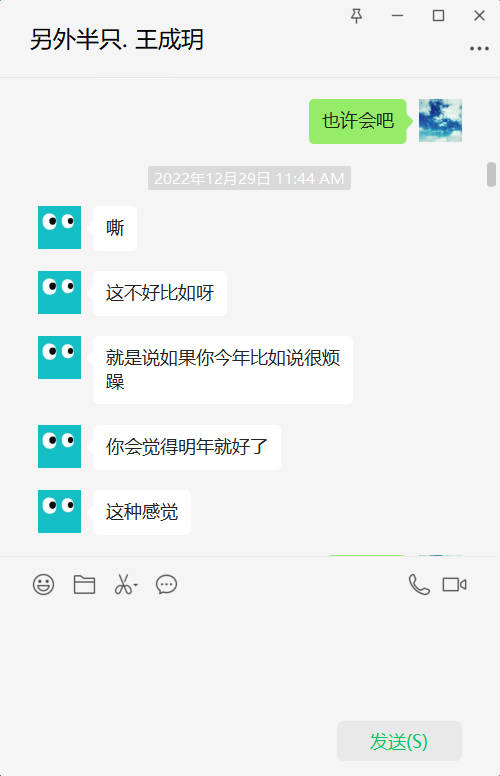 另外半只. 王成玥
也许会吧
2022年12月29日 11:44 AM
嘶
这不好比如呀
就是说如果你今年比如说很烦
躁
你会觉得明年就好了
这种感觉
发送(S)